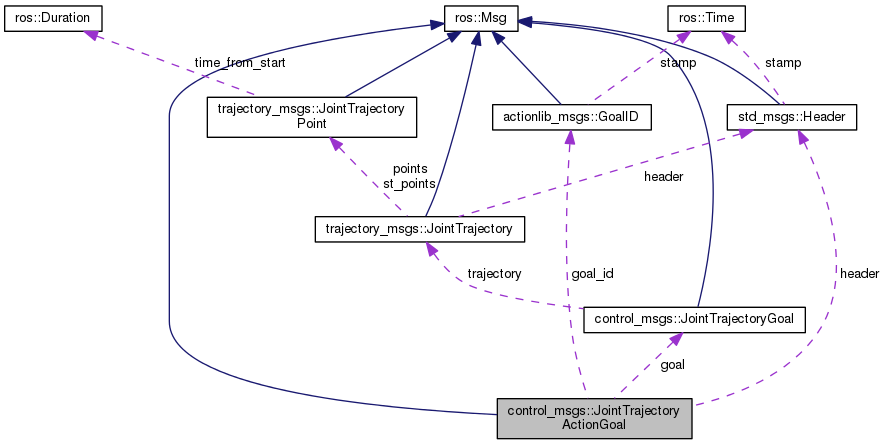 ros::Duration
ros::Msg
ros::Time
time_from_start
stamp
stamp
trajectory_msgs::JointTrajectory
Point
actionlib_msgs::GoalID
std_msgs::Header
points
st_points
header
trajectory_msgs::JointTrajectory
trajectory
goal_id
header
control_msgs::JointTrajectoryGoal
goal
control_msgs::JointTrajectory
ActionGoal